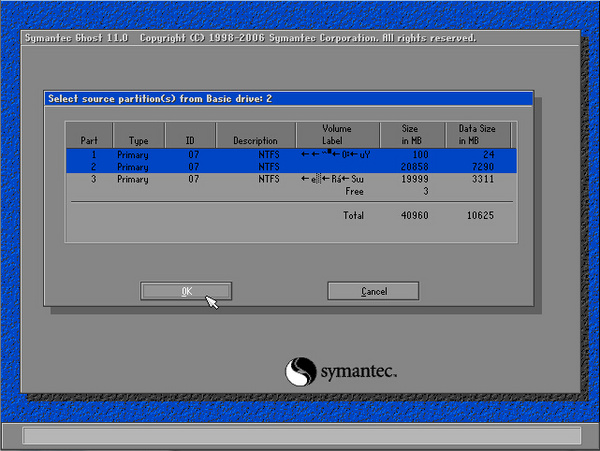 Symantec Ghost 11.0   Copyright (C) 1998-2006 Symantec Corporation. All rights reserved.
Select source partition(s) from Basic drive: 2
Part Type ID Description Volume Label Size in MB Data Size in MB
1 Primary 07 NTFS 100 24
2 Primary 07 NTFS 20858 7290
3 Primary 07 NTFS 19999 3311
Free 3
Total 40960 10625
OK Cancel
symantec.